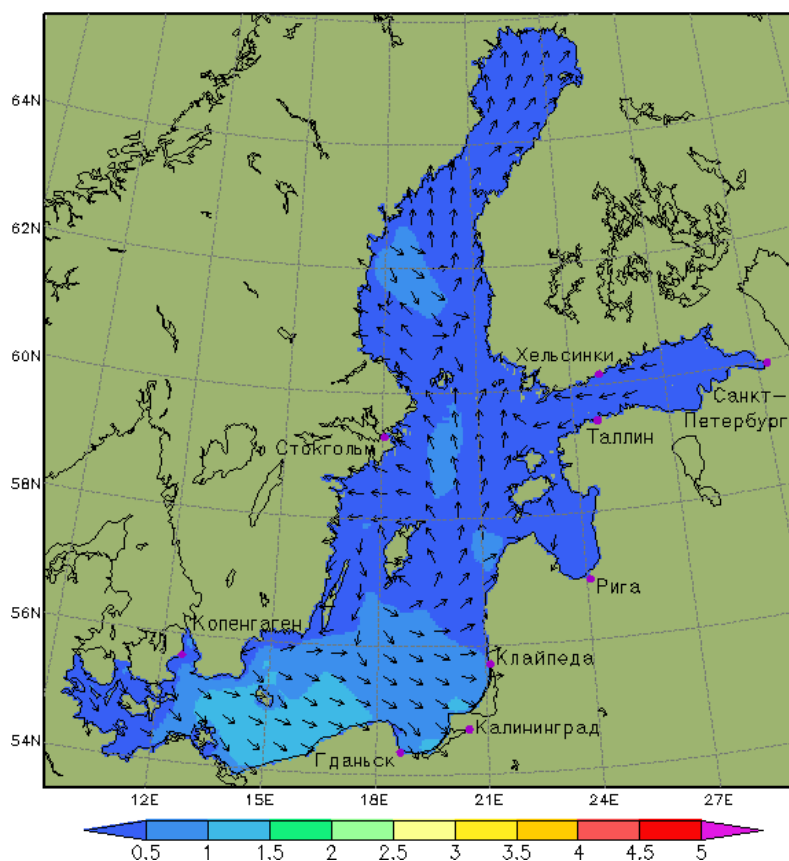 64N
62N
60N
58N
56N
54N
Хельсинки
Санкт-
Петербург
Таллин
Стокгольм
Рига
Копенгаген
Клайпеда
Калининград
Гданьск
12E 15E 18E 21E 24E 27E
0.5 1 1.5 2 2.5 3 3.5 4 4.5 5